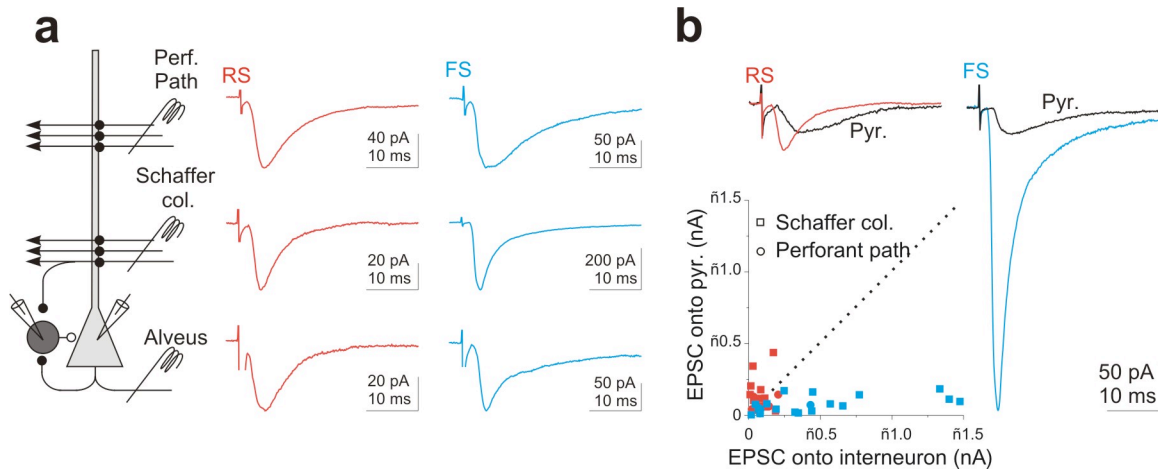 a
Perf.
Path
Schaffer
col.
Alveus
RS
40 pA
10 ms
20 pA
10 ms
20 pA
10 ms
FS
50 pA
10 ms
200 pA
10 ms
50 pA
10 ms
b
RS
Pyr.
FS
Pyr.
EPSC onto pyr. (nA)
ñ1.5
ñ1.0
ñ0.5
0
Schaffer col.
Perforant path
0
ñ0.5
ñ1.0
ñ1.5
EPSC onto interneuron (nA)
50 pA
10 ms